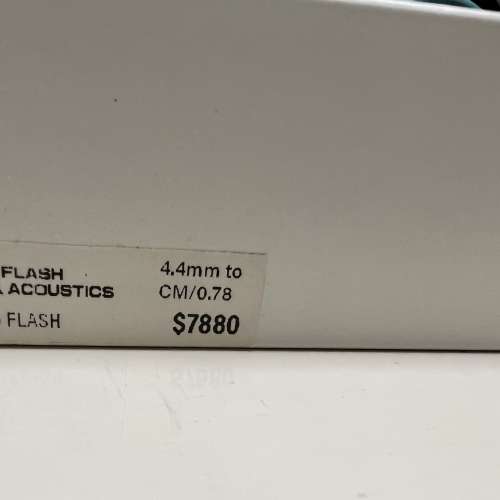 FLASH
ACOUSTICS
FLASH
4.4mm to
CM/0.78
$7880